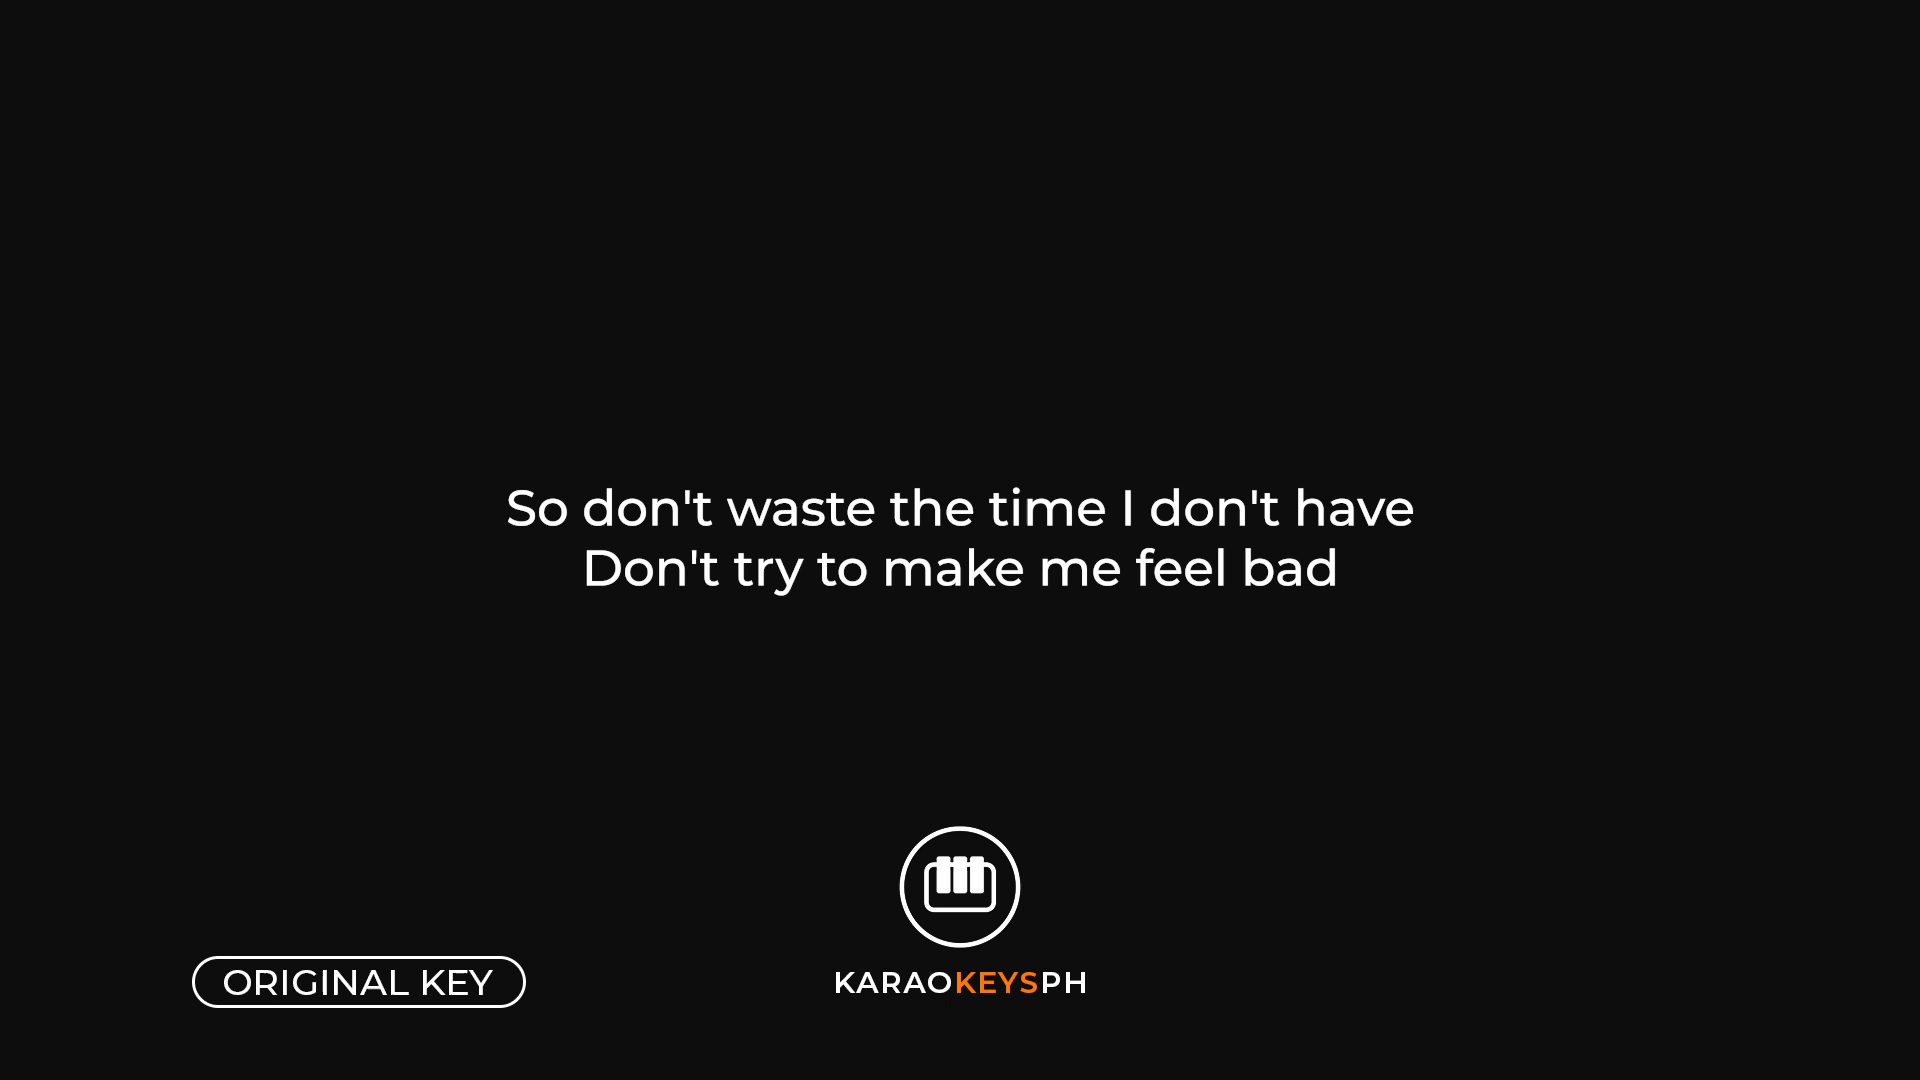 So don't waste the time I don't have
Don't try to make me feel bad
ORIGINAL KEY
KARAOKEYSPH